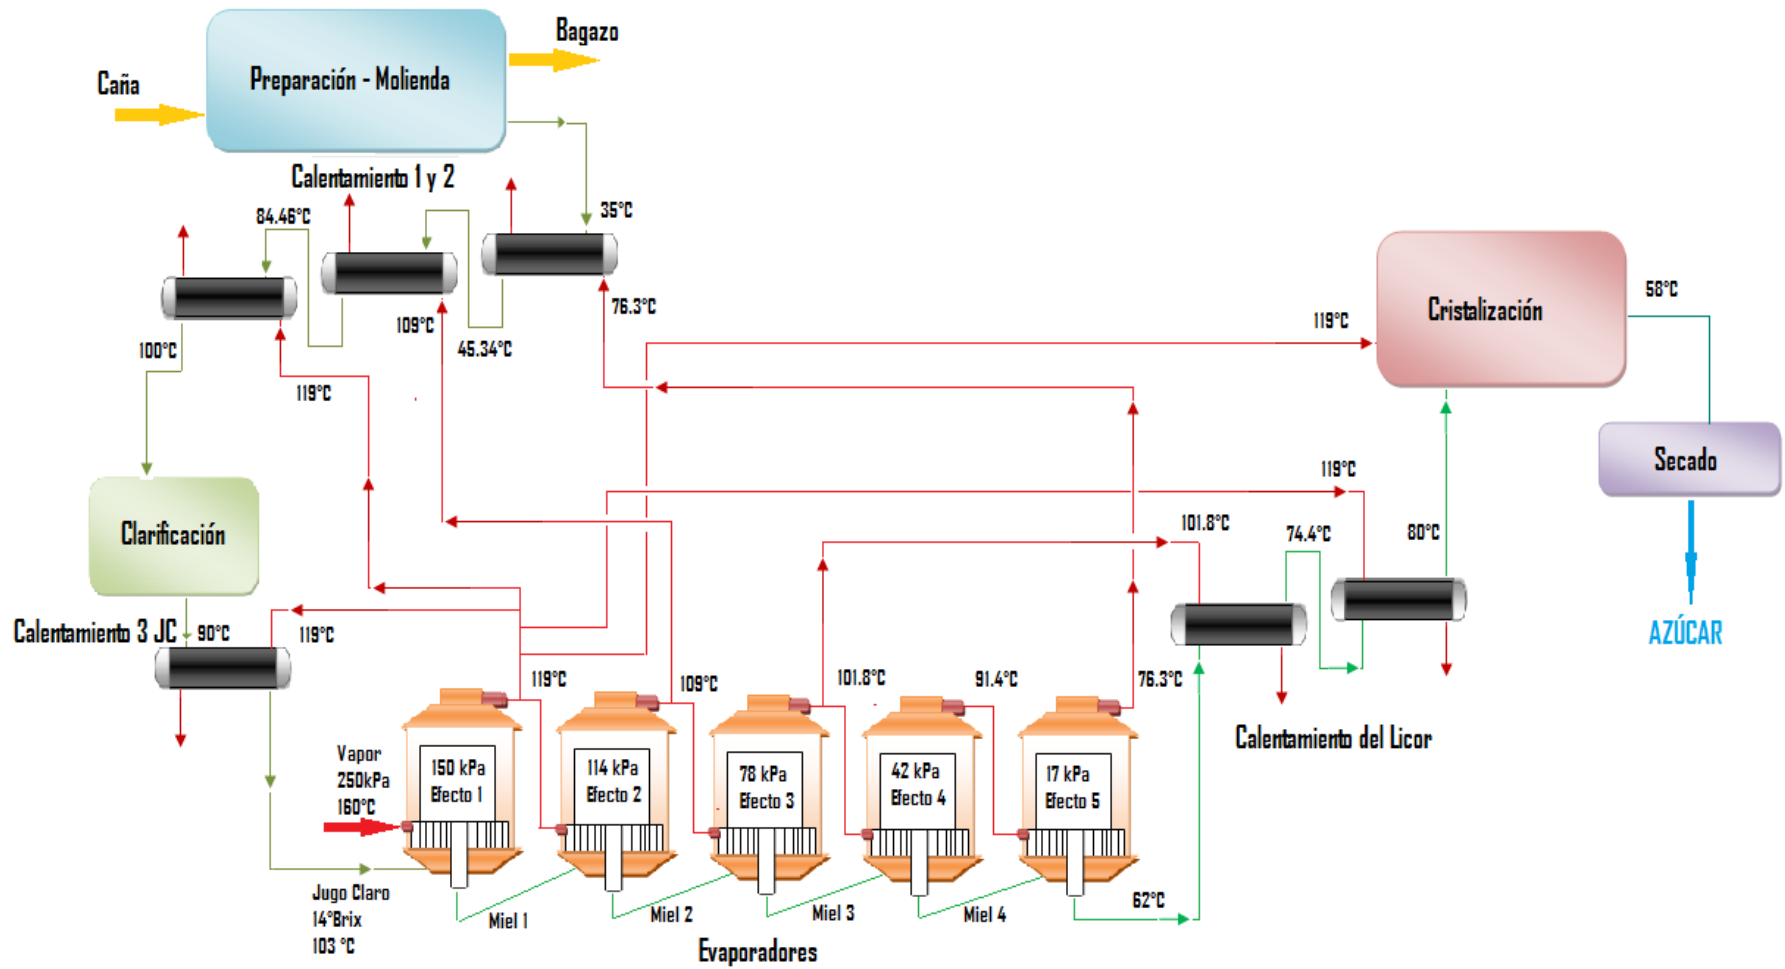 Bagazo
Preparación - Molienda
Caña
Calentamiento 1 y 2
84.46°C
35°C
76.3°C
109°C
45.34°C
100°C
119°C
119°C
Cristalización
58°C
Secado
AZÚCAR
119°C
101.8°C
74.4°C
80°C
Clarificación
Calentamiento 3 JC
90°C
119°C
119°C
109°C
101.8°C
91.4°C
76.3°C
Calentamiento del Licor
Vapor
250kPa
160°C
150 kPa
Efecto 1
114 kPa
Efecto 2
78 kPa
Efecto 3
42 kPa
Efecto 4
17 kPa
Efecto 5
Jugo Claro
14°Brix
103 °C
Miel 1
Miel 2
Miel 3
Miel 4
62°C
Evaporadores